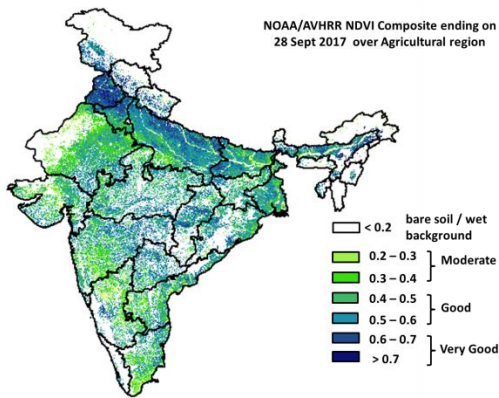 NOAA/AVHRR NDVI Composite ending on
28 Sept 2017 over Agricultural region
< 0.2 bare soil / wet
background
0.2 – 0.3
Moderate
0.3 – 0.4
0.4 – 0.5
Good
0.5 – 0.6
0.6 – 0.7
Very Good
> 0.7